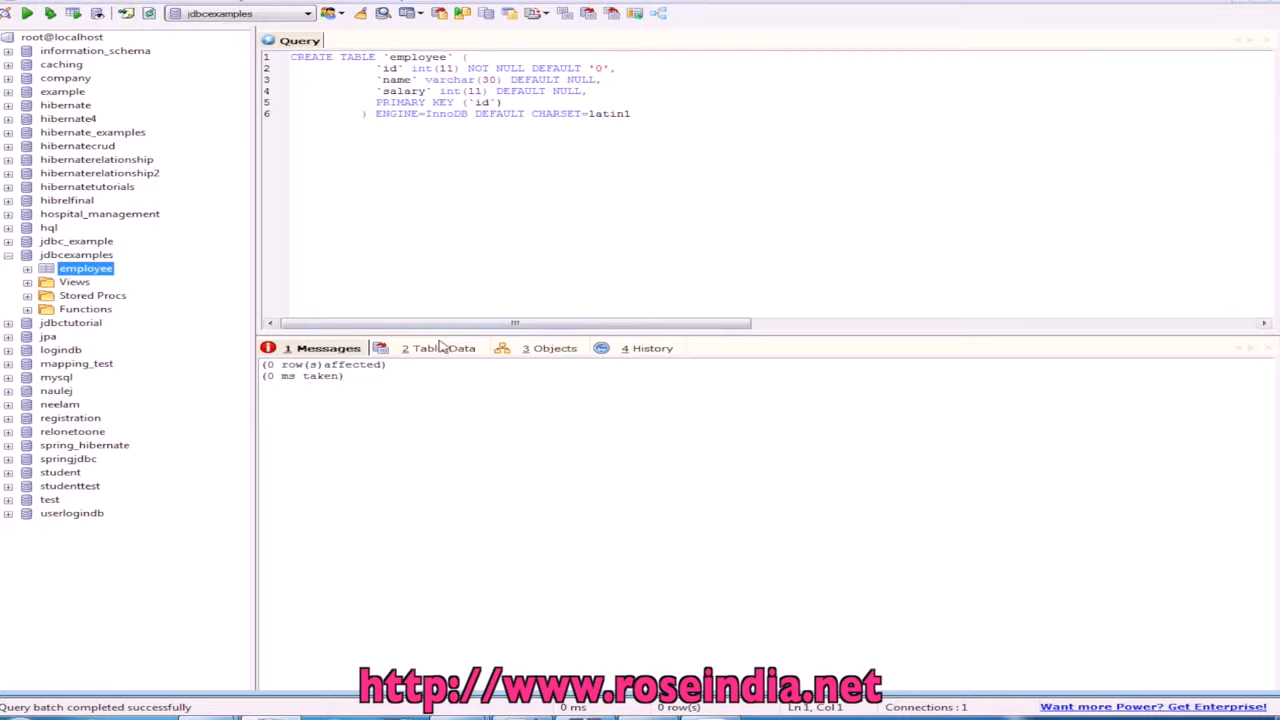 jdbcexamples
root@localhost
information_schema
caching
company
example
hibernate
hibernate4
hibernate_examples
hibernatecrud
hibernaterelationship
hibernaterelationship2
hibernatetutorials
hibrelfinal
hospital_management
hql
jdbc_example
jdbcexamples
employee
Views
Stored Procs
Functions
jdbctutorial
jpa
logindb
mapping_test
mysql
naulej
neelam
registration
relonetoone
spring_hibernate
springjdbc
student
studenttest
test
userlogindb
Query
1 CREATE TABLE `employee` (
2 `id` int(11) NOT NULL DEFAULT '0',
3 `name` varchar(30) DEFAULT NULL,
4 `salary` int(11) DEFAULT NULL,
5 PRIMARY KEY (`id`)
6 ) ENGINE=InnoDB DEFAULT CHARSET=latin1
1 Messages 2 Table Data 3 Objects 4 History
(0 row(s)affected)
(0 ms taken)
http://www.roseindia.net
Query batch completed successfully 0 ms 0 row(s) Ln 1, Col 1 Connections : 1 Want more Power? Get Enterprise!